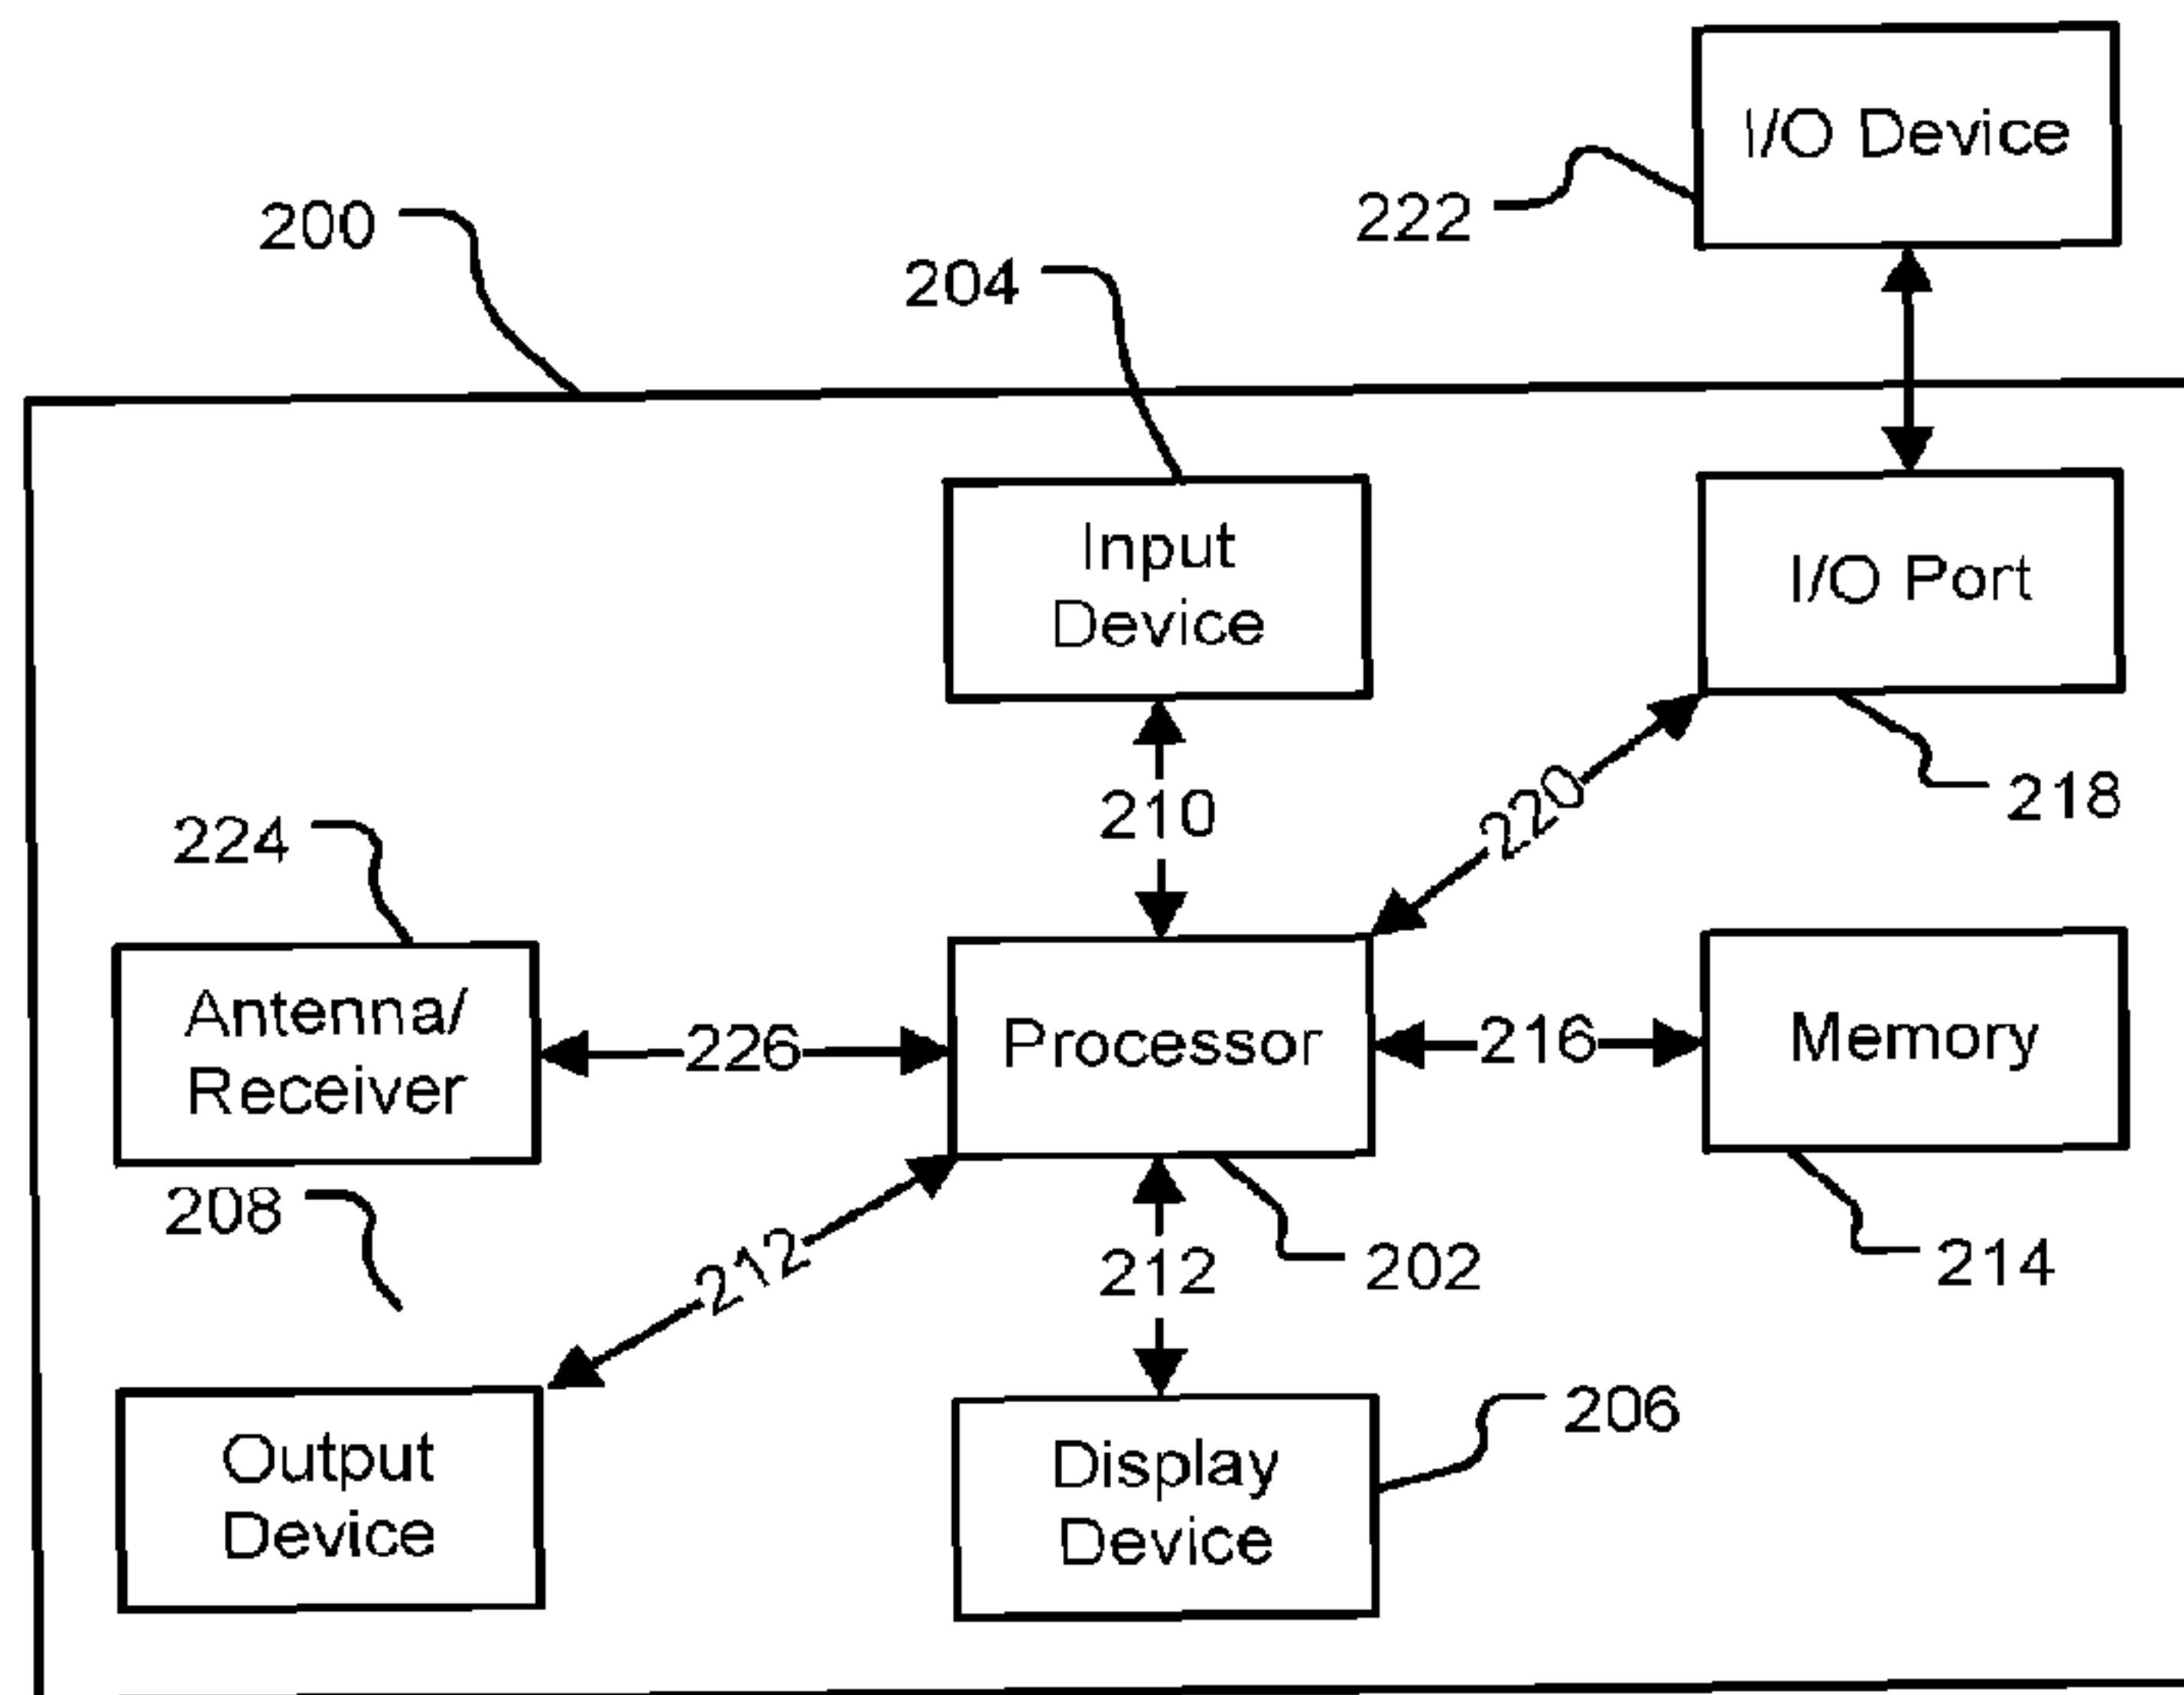 I/O Device
222
200
204
Input
Device
I/O Port
210
220
218
224
Antenna/
Receiver
226
Processor
216
Memory
208
212
212
202
214
Output
Device
Display
Device
206